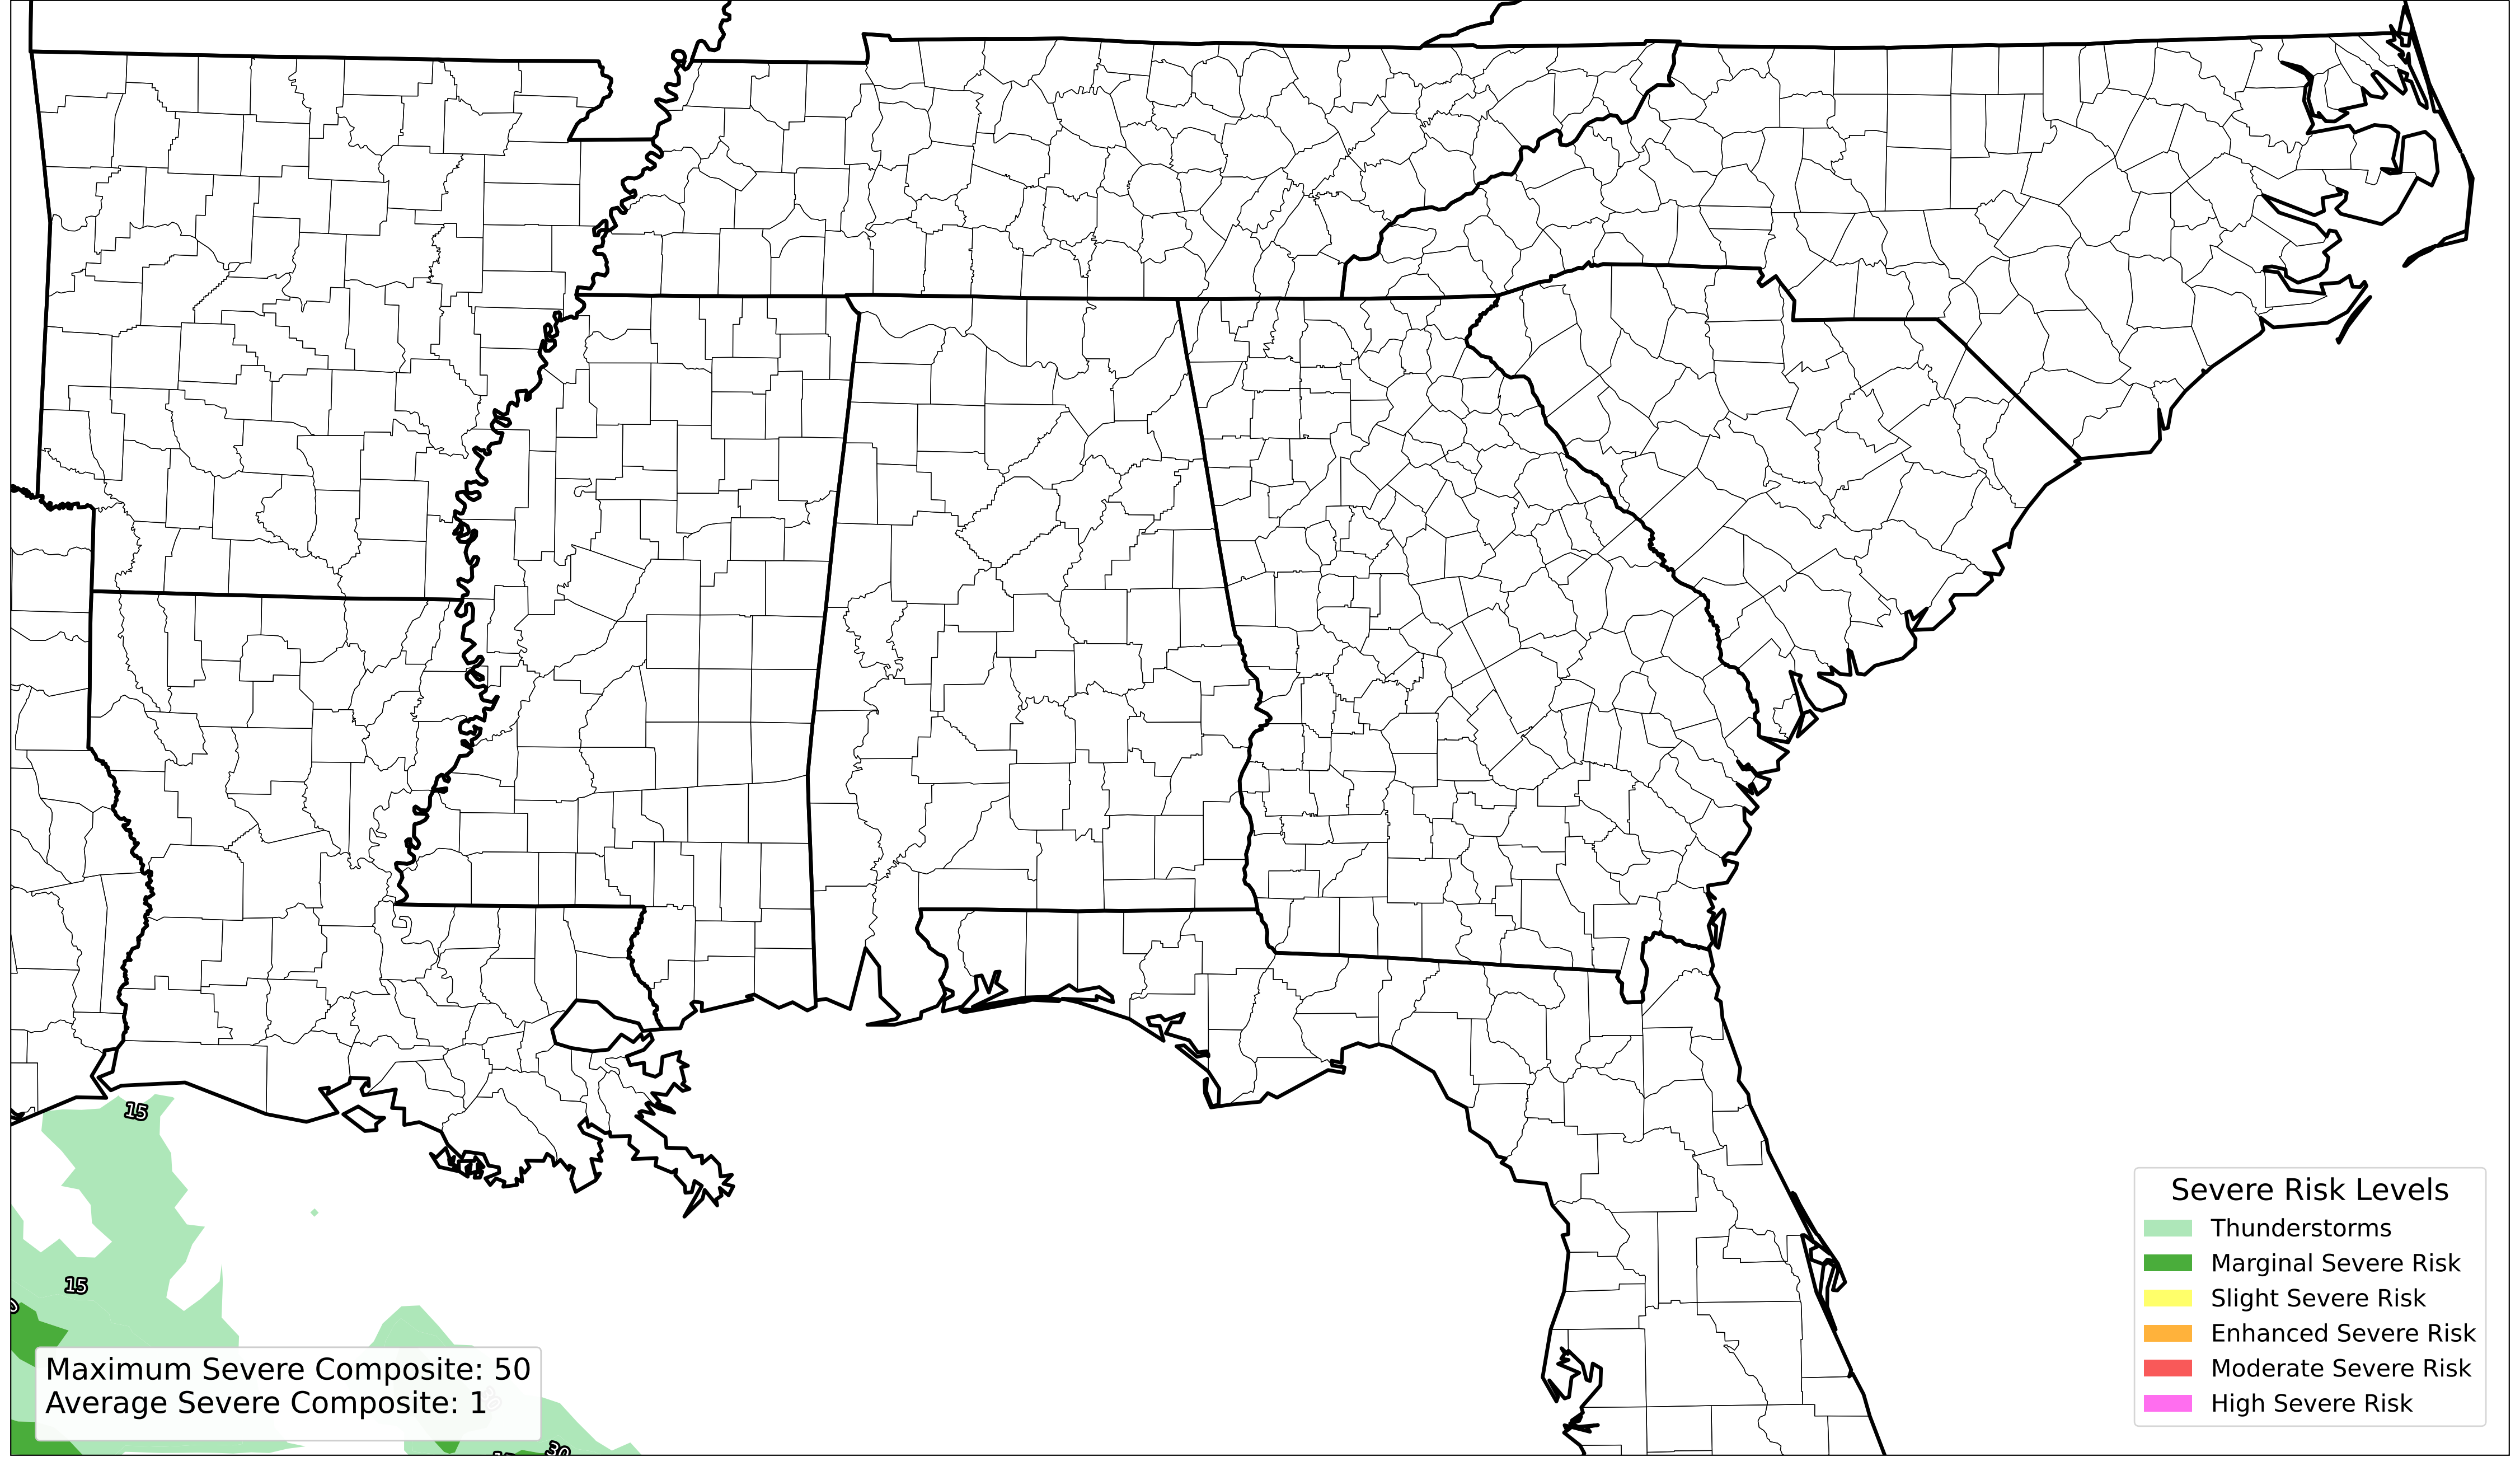 15
15
Maximum Severe Composite: 50
Average Severe Composite: 1
30
Severe Risk Levels
Thunderstorms
Marginal Severe Risk
Slight Severe Risk
Enhanced Severe Risk
Moderate Severe Risk
High Severe Risk